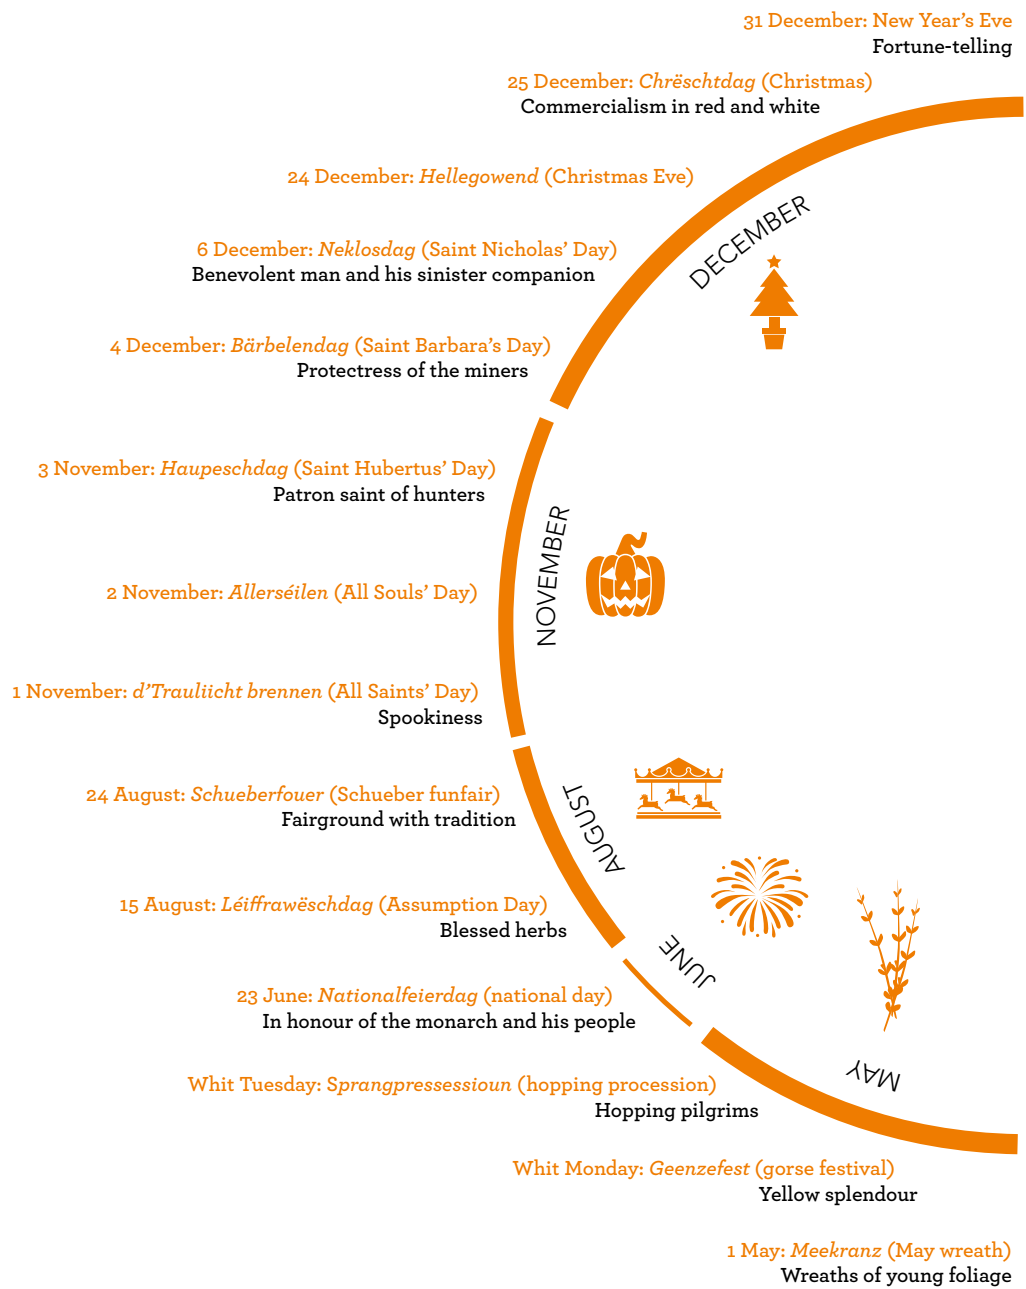 31 December: New Year’s Eve
Fortune-telling
25 December: Chrëschtdag (Christmas)
Commercialism in red and white
24 December: Hellegowend (Christmas Eve)
DECEMBER
6 December: Neklosdag (Saint Nicholas’ Day)
Benevolent man and his sinister companion
4 December: Bärbelendag (Saint Barbara’s Day)
Protectress of the miners
3 November: Haupeschdag (Saint Hubertus’ Day)
Patron saint of hunters
NOVEMBER
2 November: Allerséilen (All Souls’ Day)
1 November: d’Trauliicht brennen (All Saints’ Day)
Spookiness
24 August: Schueberfouer (Schueber funfair)
Fairground with tradition
AUGUST
15 August: Léiffrawëschdag (Assumption Day)
Blessed herbs
JUNE
23 June: Nationalfeierdag (national day)
In honour of the monarch and his people
MAY
Whit Tuesday: Sprangpressessioun (hopping procession)
Hopping pilgrims
Whit Monday: Geenzefest (gorse festival)
Yellow splendour
1 May: Meekranz (May wreath)
Wreaths of young foliage